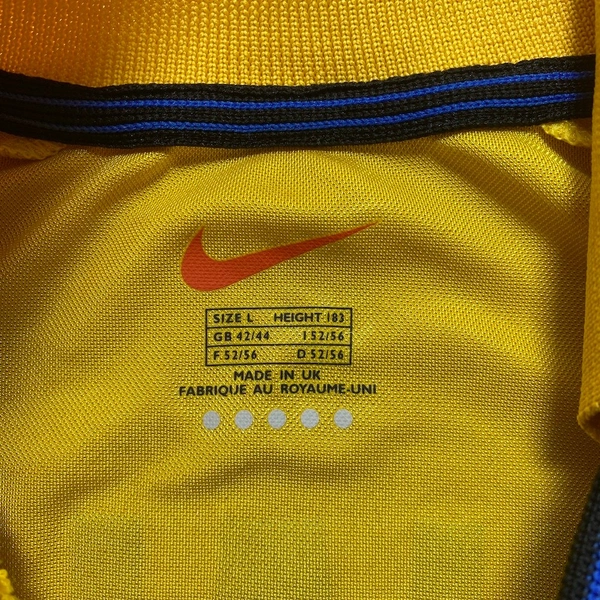 SIZE L HEIGHT 183
GB 42/44 I 52/56
F 52/56 D 52/56
MADE IN UK
FABRIQUE AU ROYAUME-UNI